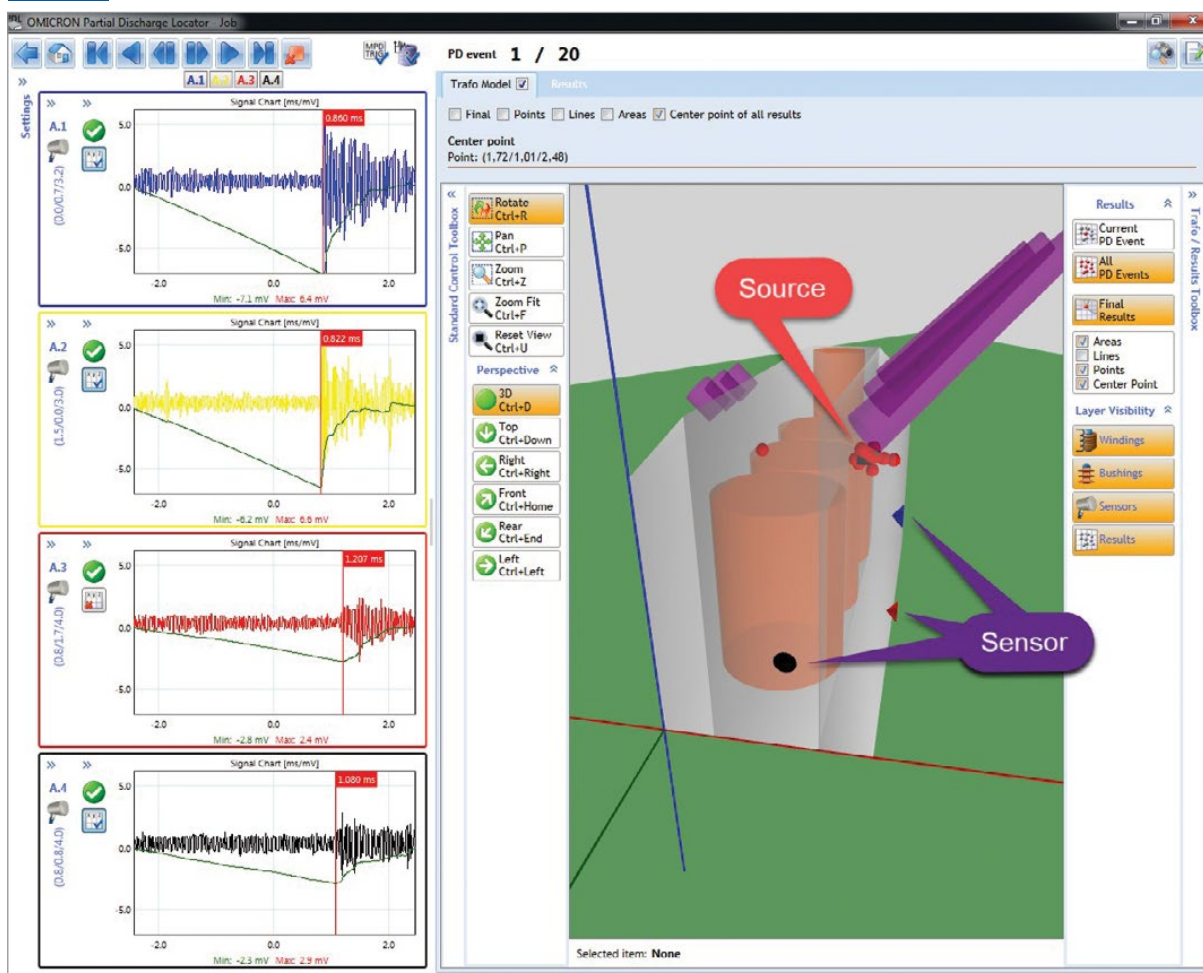 OMICRON Partial Discharge Locator - Job
MPD
TRIG
PD event 1 / 20
A.1 A.2 A.3 A.4
Trafo Model Results
Final Points Lines Areas Center point of all results
Center point
Point: (1,72/1,01/2,48)
Settings
A.1
(0.0/0.7/3.2)
Signal Chart [ms/mV]
0.860 ms
5.0
0.0
-5.0
-2.0 0.0 2.0
Min: -7.1 mV Max: 6.4 mV
A.2
(1.5/0.0/3.0)
Signal Chart [ms/mV]
0.822 ms
5.0
0.0
-5.0
-2.0 0.0 2.0
Min: -6.2 mV Max: 6.6 mV
A.3
(0.8/1.7/4.0)
Signal Chart [ms/mV]
1.207 ms
5.0
0.0
-5.0
-2.0 0.0 2.0
Min: -2.8 mV Max: 2.4 mV
A.4
(0.8/0.8/4.0)
Signal Chart [ms/mV]
1.080 ms
5.0
0.0
-5.0
-2.0 0.0 2.0
Min: -2.3 mV Max: 2.9 mV
Standard Control Toolbox
Rotate
Ctrl+R
Pan
Ctrl+P
Zoom
Ctrl+Z
Zoom Fit
Ctrl+F
Reset View
Ctrl+U
Perspective
3D
Ctrl+D
Top
Ctrl+Down
Right
Ctrl+Right
Front
Ctrl+Home
Rear
Ctrl+End
Left
Ctrl+Left
Source
Sensor
Selected item: None
Results
Current
PD Event
All
PD Events
Final
Results
Areas
Lines
Points
Center Point
Layer Visibility
Windings
Bushings
Sensors
Results
Trafo / Results Toolbox